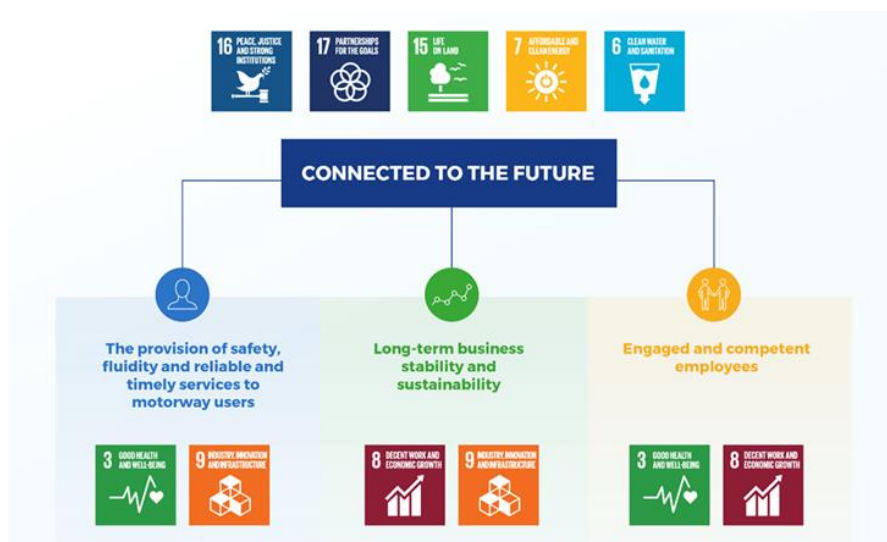 16 PEACE, JUSTICE
AND STRONG
INSTITUTIONS
17 PARTNERSHIPS
FOR THE GOALS
15 LIFE
ON LAND
7 AFFORDABLE AND
CLEAN ENERGY
6 CLEAN WATER
AND SANITATION
CONNECTED TO THE FUTURE
The provision of safety,
fluidity and reliable and
timely services to
motorway users
3 GOOD HEALTH
AND WELL-BEING
9 INDUSTRY, INNOVATION
AND INFRASTRUCTURE
Long-term business
stability and
sustainability
8 DECENT WORK AND
ECONOMIC GROWTH
9 INDUSTRY, INNOVATION
AND INFRASTRUCTURE
Engaged and competent
employees
3 GOOD HEALTH
AND WELL-BEING
8 DECENT WORK AND
ECONOMIC GROWTH